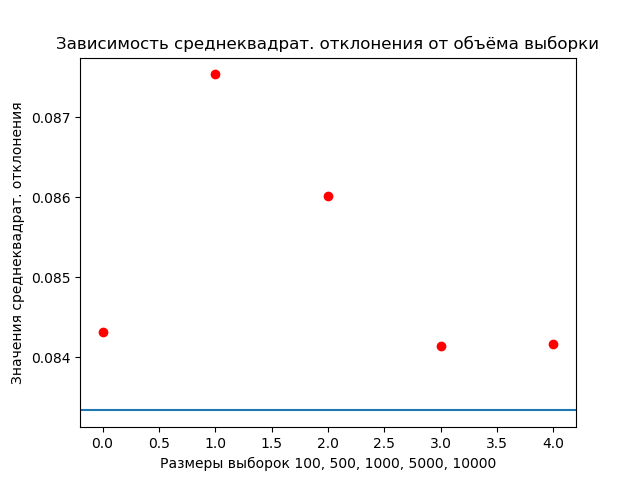 Зависимость среднеквадрат. отклонения от объёма выборки
Значения среднеквадрат. отклонения
0.087
0.086
0.085
0.084
0.0 0.5 1.0 1.5 2.0 2.5 3.0 3.5 4.0
Размеры выборок 100, 500, 1000, 5000, 10000